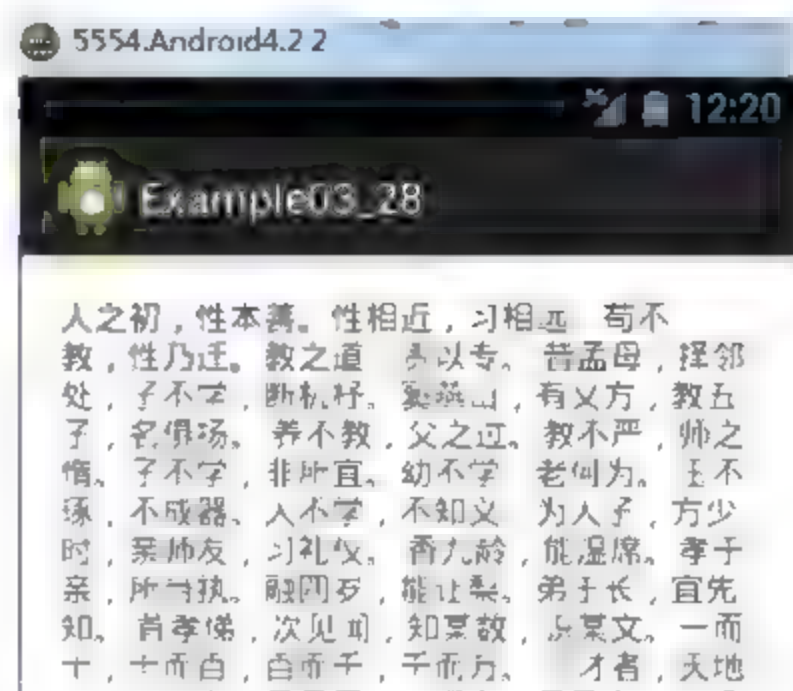 5554:Android4.2.2
12:20
Example03_28
人之初，性本善。性相近，习相远 苟不
教，性乃迁。教之道 以专。昔孟母，择邻
处，子不学，断机杼。窦燕山，有义方，教五
子，名俱扬。养不教，父之过。教不严，师之
惰。子不学，非所宜。幼不学 老何为。玉不
琢，不成器。人不学，不知义 为人子，方少
时，亲师友，习礼仪。香九龄，能温席。孝于
亲，所当执。融四岁，能让梨。弟于长，宜先
知。首孝悌，次见闻，知某数，识某文。一而
十，十而百，百而千，千而万。 才者，天地